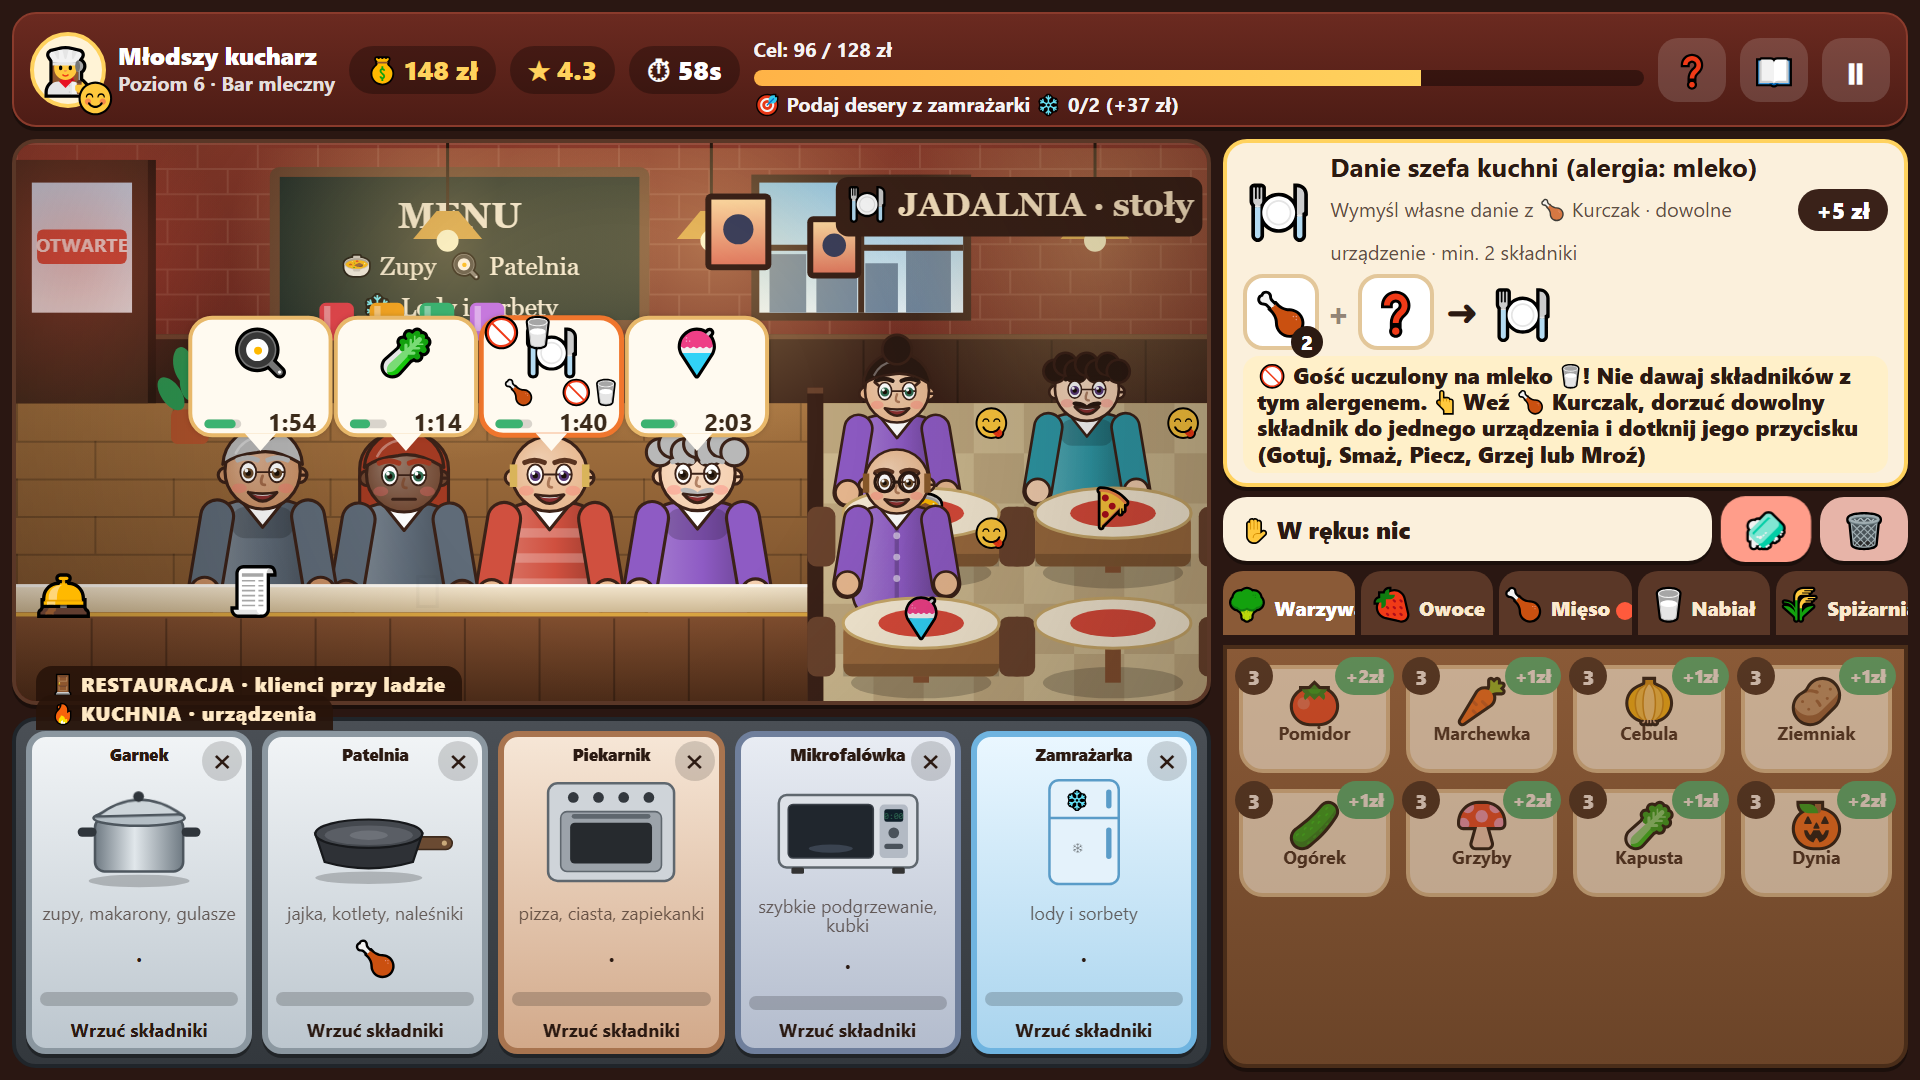 Młodszy kucharz
Poziom 6 · Bar mleczny
148 zł
4.3
58s
Cel: 96 / 128 zł
Podaj desery z zamrażarki 0/2 (+37 zł)
OTWARTE
MENU
Zupy Patelnia
JADALNIA · stoły
1:54
1:14
1:40
2:03
RESTAURACJA · klienci przy ladzie
KUCHNIA · urządzenia
Garnek
zupy, makarony, gulasze
Wrzuć składniki
Patelnia
jajka, kotlety, naleśniki
Wrzuć składniki
Piekarnik
pizza, ciasta, zapiekanki
Wrzuć składniki
Mikrofalówka
szybkie podgrzewanie,
kubki
Wrzuć składniki
Zamrażarka
lody i sorbety
Wrzuć składniki
Danie szefa kuchni (alergia: mleko)
Wymyśl własne danie z Kurczak · dowolne
urządzenie · min. 2 składniki
+5 zł
+
2
Gość uczulony na mleko ! Nie dawaj składników z
tym alergenem. Weź Kurczak, dorzuć dowolny
składnik do jednego urządzenia i dotknij jego przycisku
(Gotuj, Smaż, Piecz, Grzej lub Mroź)
W ręku: nic
Warzyw
Owoce
Mięso
Nabiał
Spiżarni
3 +2zł
Pomidor
3 +1zł
Marchewka
3 +1zł
Cebula
3 +1zł
Ziemniak
3 +1zł
Ogórek
3 +2zł
Grzyby
3 +1zł
Kapusta
3 +2zł
Dynia